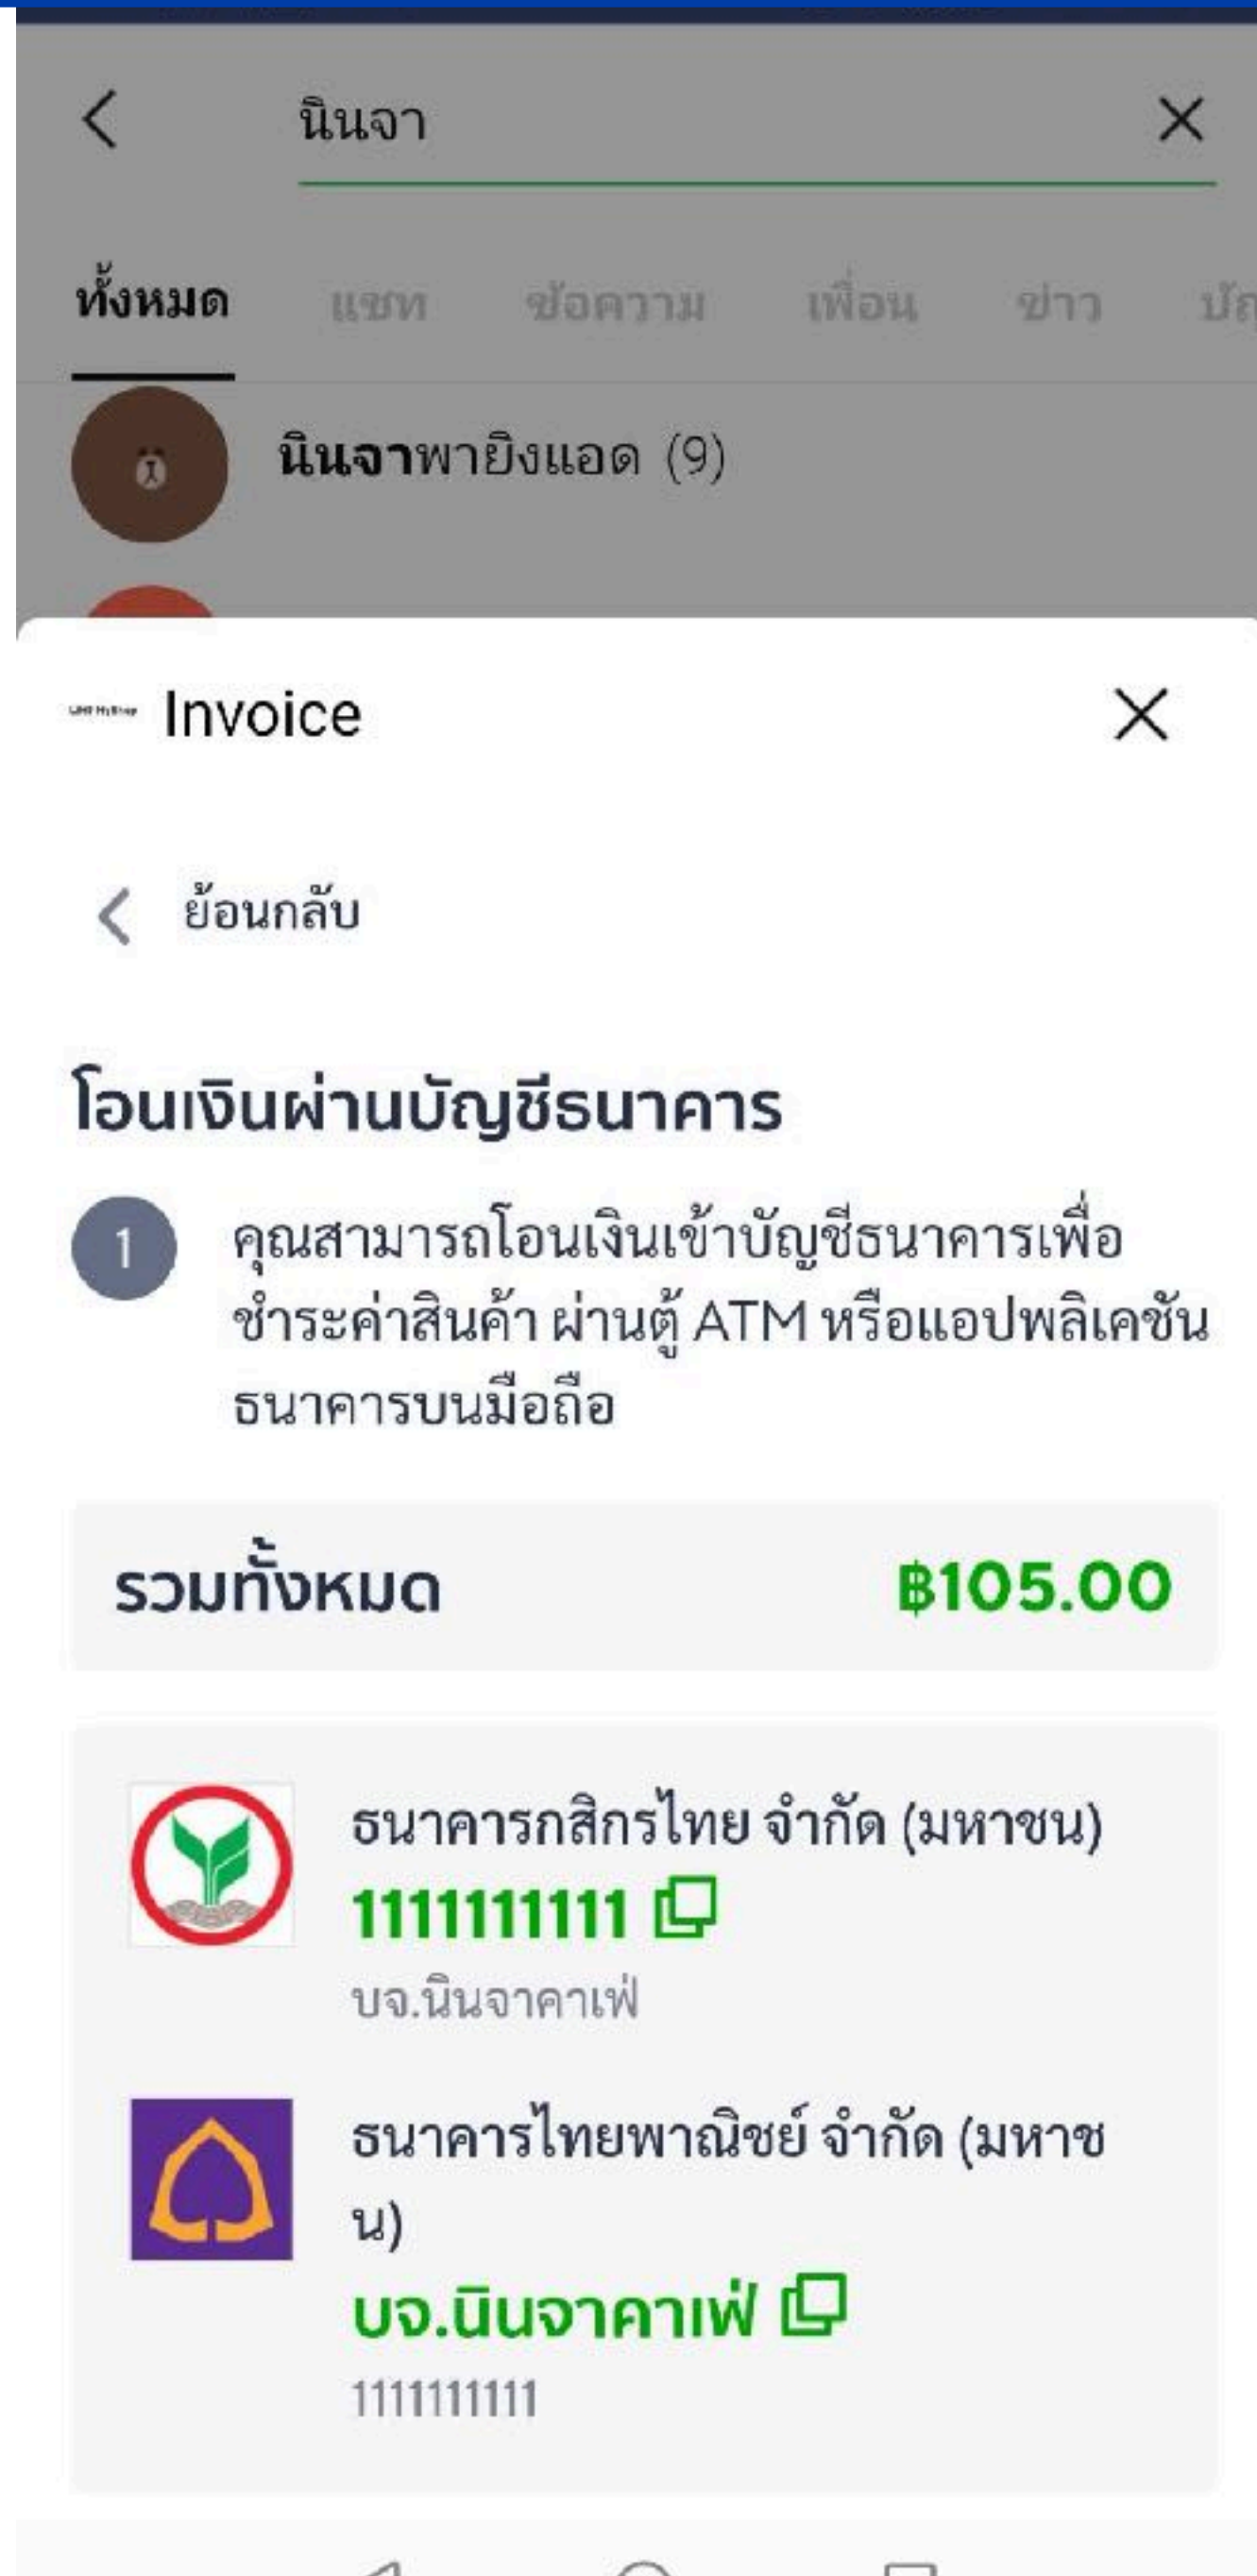 นินจา
ทั้งหมด แชท ข้อความ เพื่อน ข่าว
นินจาพายิงแอด (9)
LINE MyShop Invoice
ย้อนกลับ
โอนเงินผ่านบัญชีธนาคาร
1 คุณสามารถโอนเงินเข้าบัญชีธนาคารเพื่อ
ชำระค่าสินค้า ผ่านตู้ ATM หรือแอปพลิเคชัน
ธนาคารบนมือถือ
รวมทั้งหมด ฿105.00
ธนาคารกสิกรไทย จำกัด (มหาชน)
1111111111
บจ.นินจาคาเฟ่
ธนาคารไทยพาณิชย์ จำกัด (มหาช
น)
บจ.นินจาคาเฟ่
1111111111